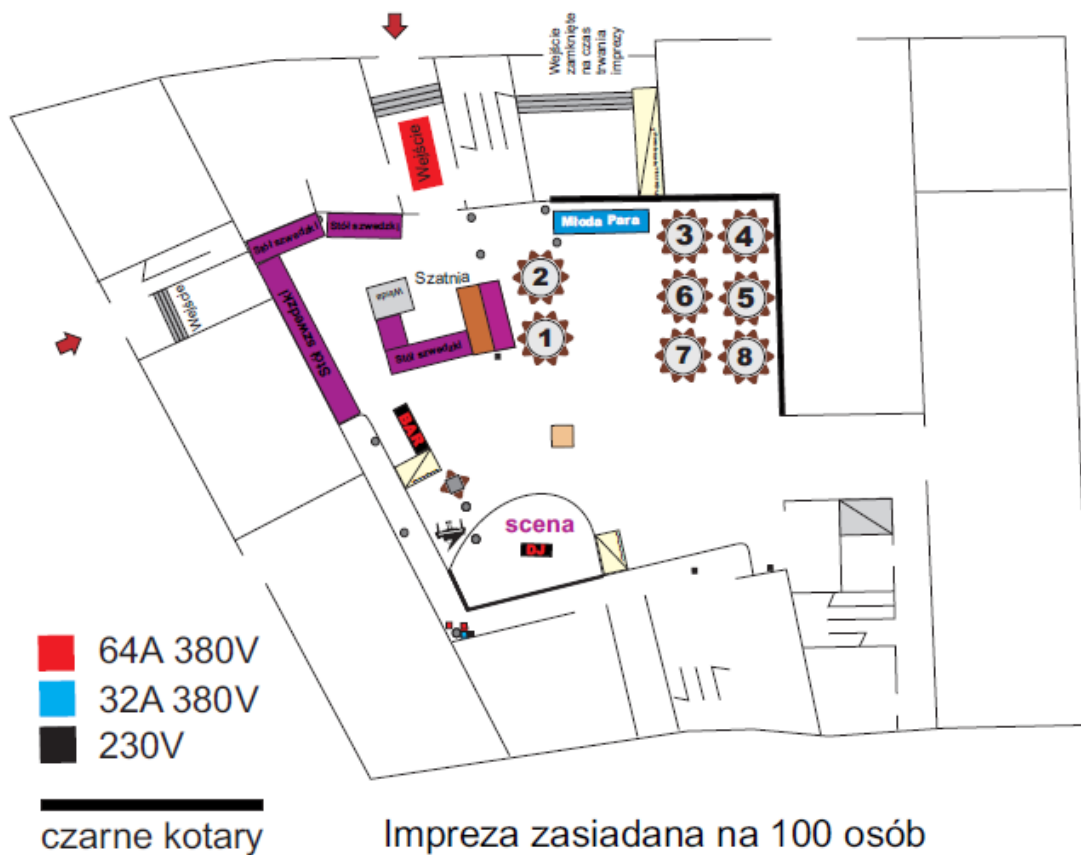 Wejście
zamknięte
na czas
trwania
imprezy
Wejście
Młoda Para
3
4
Stół szwedzki
Stół szwedzki
Szatnia
2
6
5
Winda
Wejście
Stół szwedzki
1
Stół szwedzki
7
8
BAR
scena
DJ
64A 380V
32A 380V
230V
czarne kotary
Impreza zasiadana na 100 osób